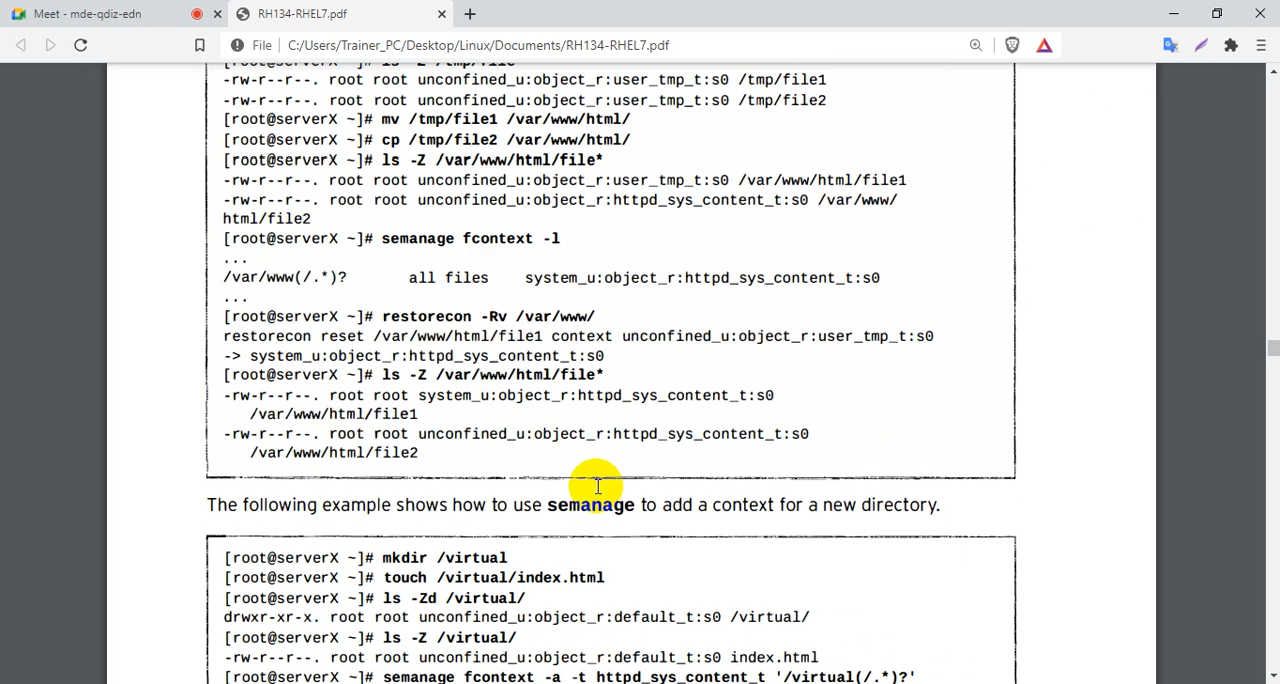 Meet - mde-qdiz-edn
RH134-RHEL7.pdf
File
C:/Users/Trainer_PC/Desktop/Linux/Documents/RH134-RHEL7.pdf
-rw-r--r--. root root unconfined_u:object_r:user_tmp_t:s0 /tmp/file1
-rw-r--r--. root root unconfined_u:object_r:user_tmp_t:s0 /tmp/file2
[root@serverX ~]# mv /tmp/file1 /var/www/html/
[root@serverX ~]# cp /tmp/file2 /var/www/html/
[root@serverX ~]# ls -Z /var/www/html/file*
-rw-r--r--. root root unconfined_u:object_r:user_tmp_t:s0 /var/www/html/file1
-rw-r--r--. root root unconfined_u:object_r:httpd_sys_content_t:s0 /var/www/
html/file2
[root@serverX ~]# semanage fcontext -l
...
/var/www(/.*)? all files system_u:object_r:httpd_sys_content_t:s0
...
[root@serverX ~]# restorecon -Rv /var/www/
restorecon reset /var/www/html/file1 context unconfined_u:object_r:user_tmp_t:s0
-> system_u:object_r:httpd_sys_content_t:s0
[root@serverX ~]# ls -Z /var/www/html/file*
-rw-r--r--. root root system_u:object_r:httpd_sys_content_t:s0
/var/www/html/file1
-rw-r--r--. root root unconfined_u:object_r:httpd_sys_content_t:s0
/var/www/html/file2
The following example shows how to use semanage to add a context for a new directory.
[root@serverX ~]# mkdir /virtual
[root@serverX ~]# touch /virtual/index.html
[root@serverX ~]# ls -Zd /virtual/
drwxr-xr-x. root root unconfined_u:object_r:default_t:s0 /virtual/
[root@serverX ~]# ls -Z /virtual/
-rw-r--r--. root root unconfined_u:object_r:default_t:s0 index.html
[root@serverX ~]# semanage fcontext -a -t httpd_sys_content_t '/virtual(/.*)?'